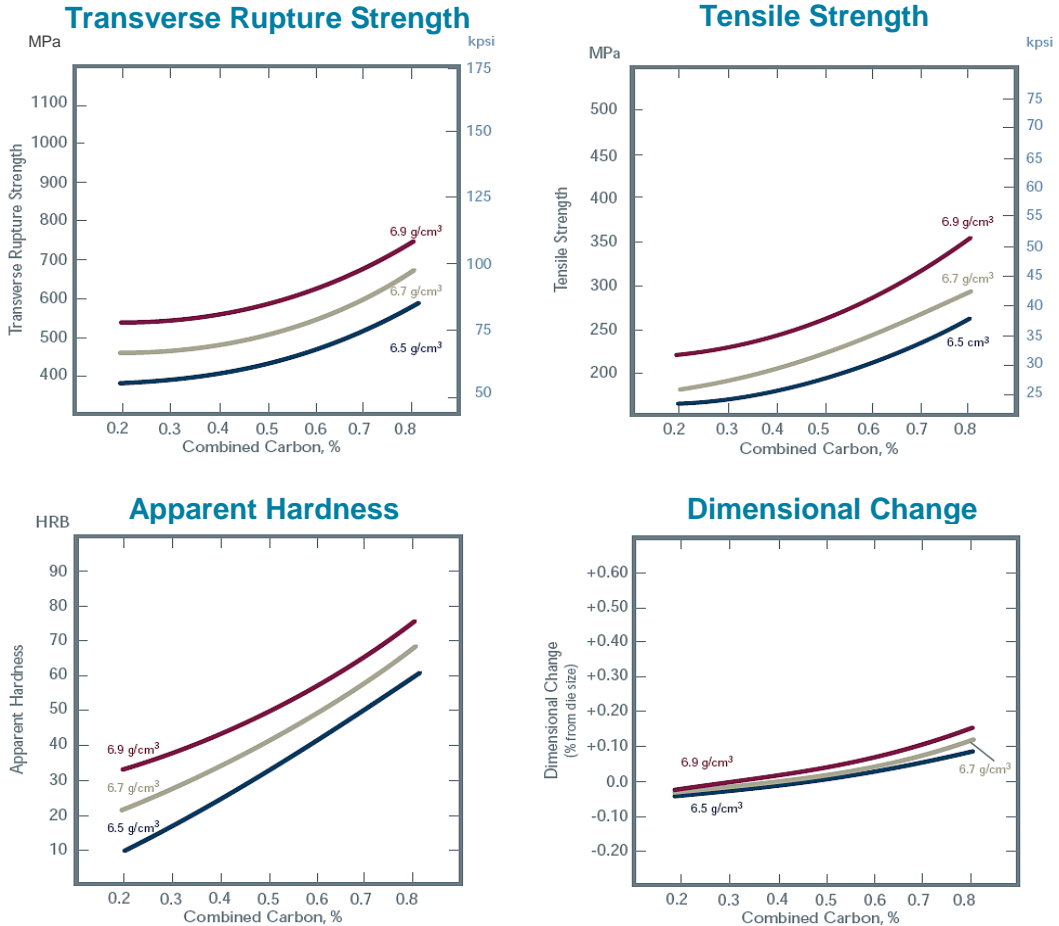 Transverse Rupture Strength
MPa
kpsi
Transverse Rupture Strength
1100
1000
900
800
700
600
500
400
175
150
125
100
75
50
6.9 g/cm³
6.7 g/cm³
6.5 g/cm³
0.2 0.3 0.4 0.5 0.6 0.7 0.8
Combined Carbon, %
Tensile Strength
MPa
kpsi
Tensile Strength
500
450
400
350
300
250
200
75
70
65
60
55
50
45
40
35
30
25
6.9 g/cm³
6.7 g/cm³
6.5 cm³
0.2 0.3 0.4 0.5 0.6 0.7 0.8
Combined Carbon, %
Apparent Hardness
HRB
Apparent Hardness
90
80
70
60
50
40
30
20
10
6.9 g/cm³
6.7 g/cm³
6.5 g/cm³
0.2 0.3 0.4 0.5 0.6 0.7 0.8
Combined Carbon, %
Dimensional Change
Dimensional Change
(% from die size)
+0.60
+0.50
+0.40
+0.30
+0.20
+0.10
0.0
-0.10
-0.20
6.9 g/cm³
6.7 g/cm³
6.5 g/cm³
0.2 0.3 0.4 0.5 0.6 0.7 0.8
Combined Carbon, %